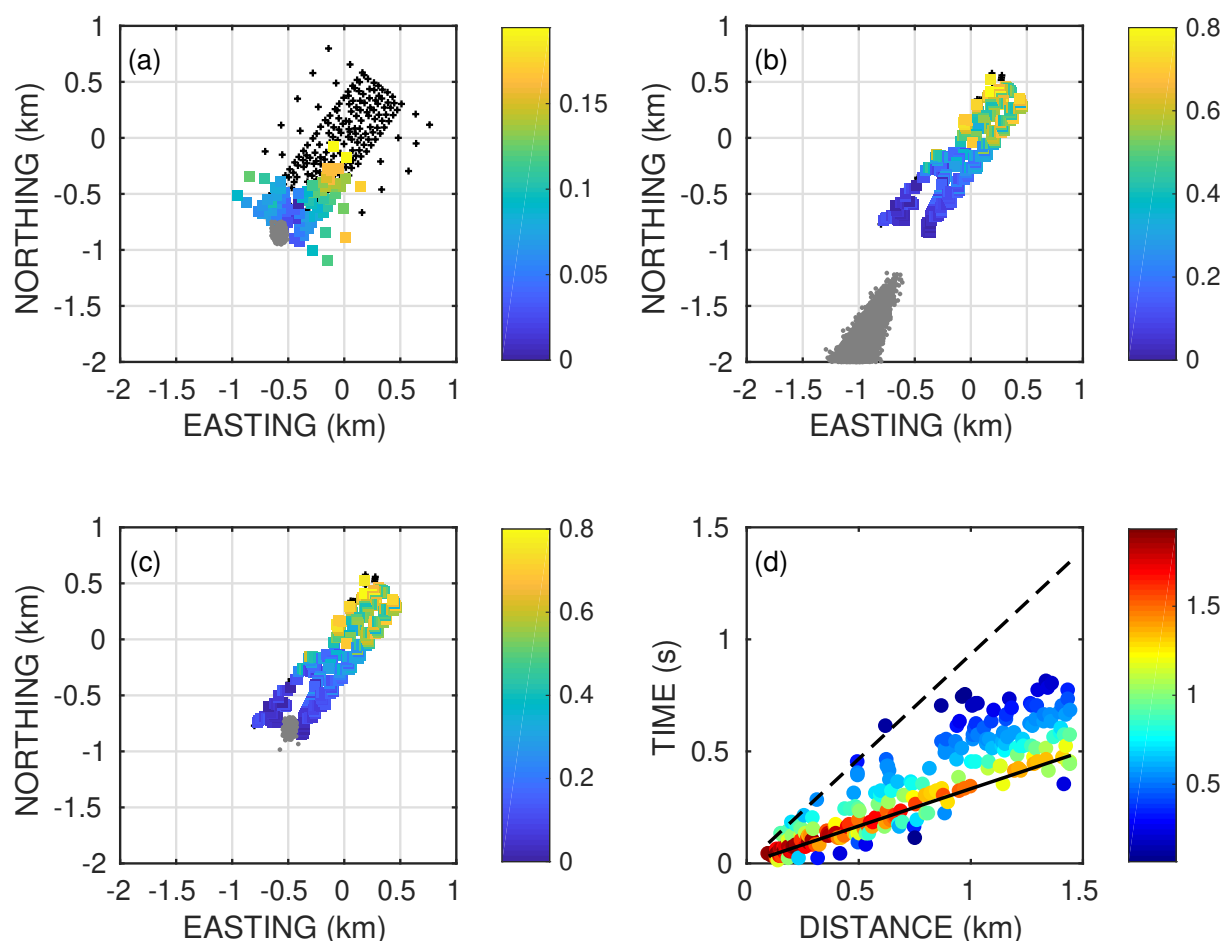 (a)
1
0.5
0
-0.5
-1
-1.5
-2
NORTHING (km)
-2 -1.5 -1 -0.5 0 0.5 1
EASTING (km)
0.15
0.1
0.05
0
(b)
1
0.5
0
-0.5
-1
-1.5
-2
NORTHING (km)
-2 -1.5 -1 -0.5 0 0.5 1
EASTING (km)
0.8
0.6
0.4
0.2
0
(c)
1
0.5
0
-0.5
-1
-1.5
-2
NORTHING (km)
-2 -1.5 -1 -0.5 0 0.5 1
EASTING (km)
0.8
0.6
0.4
0.2
0
(d)
1.5
1
0.5
0
TIME (s)
0 0.5 1 1.5
DISTANCE (km)
1.5
1
0.5